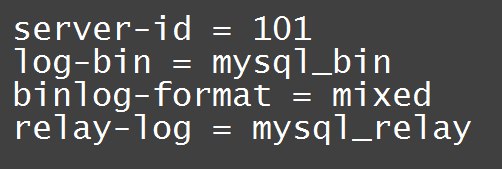 server-id = 101
log-bin = mysql_bin
binlog-format = mixed
relay-log = mysql_relay